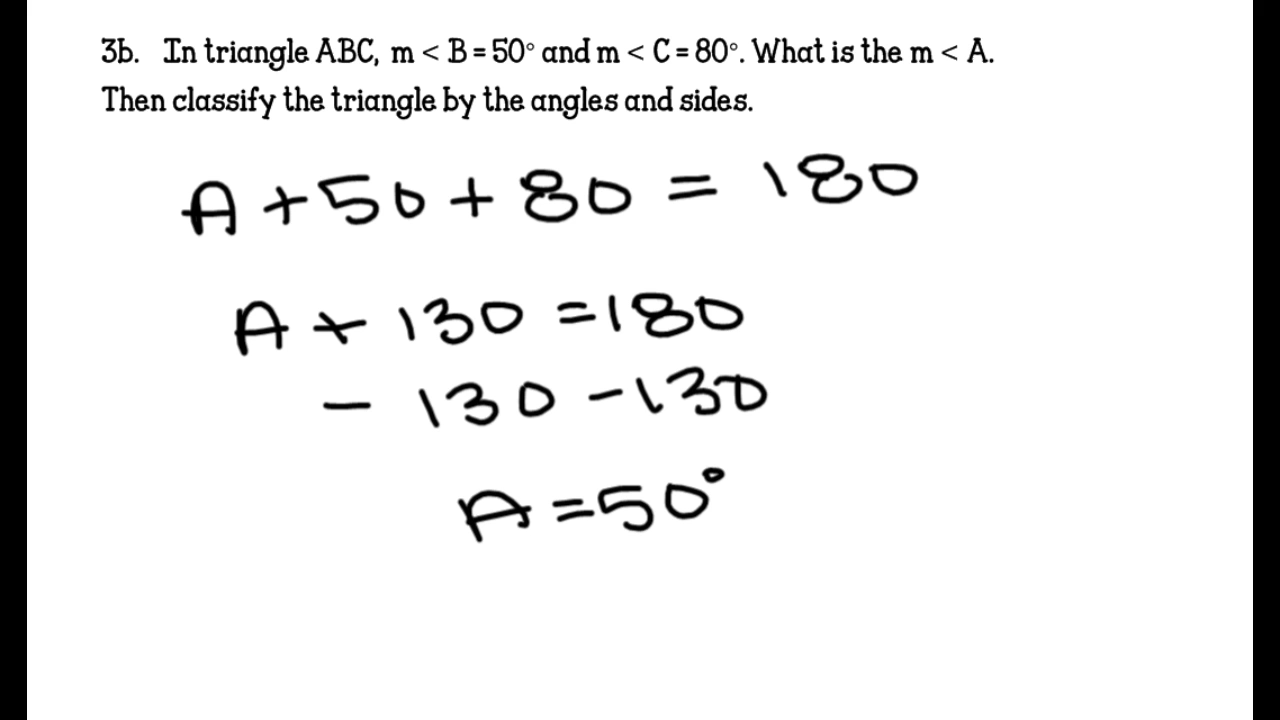 3b. In triangle ABC, m < B = 50° and m < C = 80°. What is the m < A.
Then classify the triangle by the angles and sides.
A + 50 + 80 = 180
A + 130 = 180
- 130 - 130
A = 50°